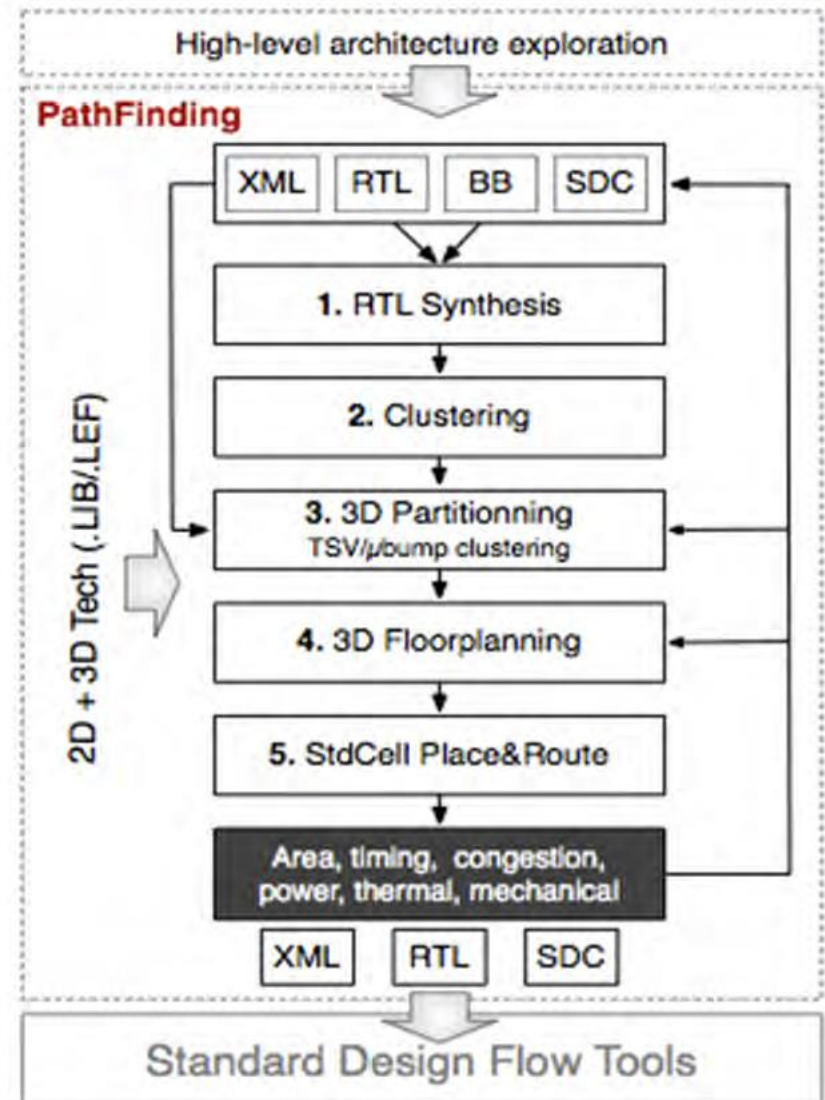 High-level architecture exploration
PathFinding
XML RTL BB SDC
1. RTL Synthesis
2. Clustering
3. 3D Partitionning
TSV/μbump clustering
2D + 3D Tech (.LIB/.LEF)
4. 3D Floorplanning
5. StdCell Place&Route
Area, timing, congestion,
power, thermal, mechanical
XML RTL SDC
Standard Design Flow Tools